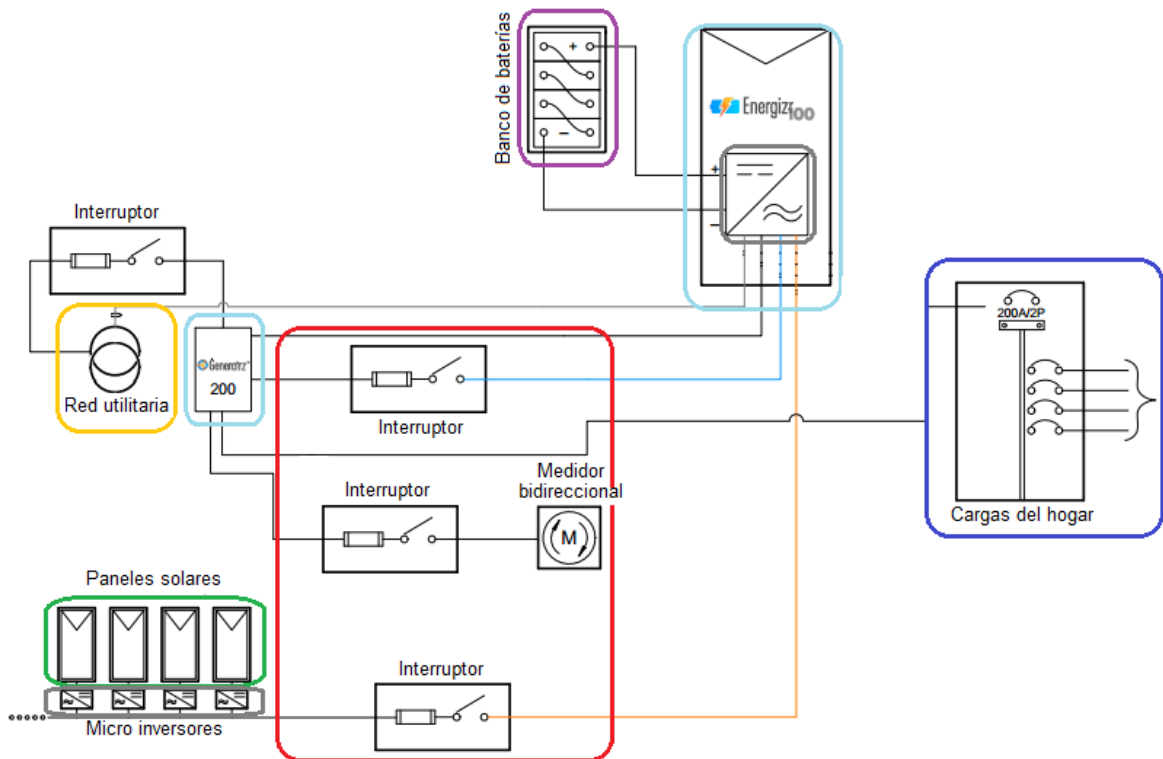 Banco de baterías
+
−
Energizr
100
+
−
Interruptor
Red utilitaria
Generatrz
200
Interruptor
200A/2P
Cargas del hogar
Interruptor
Medidor
bidireccional
M
Paneles solares
Interruptor
Micro inversores